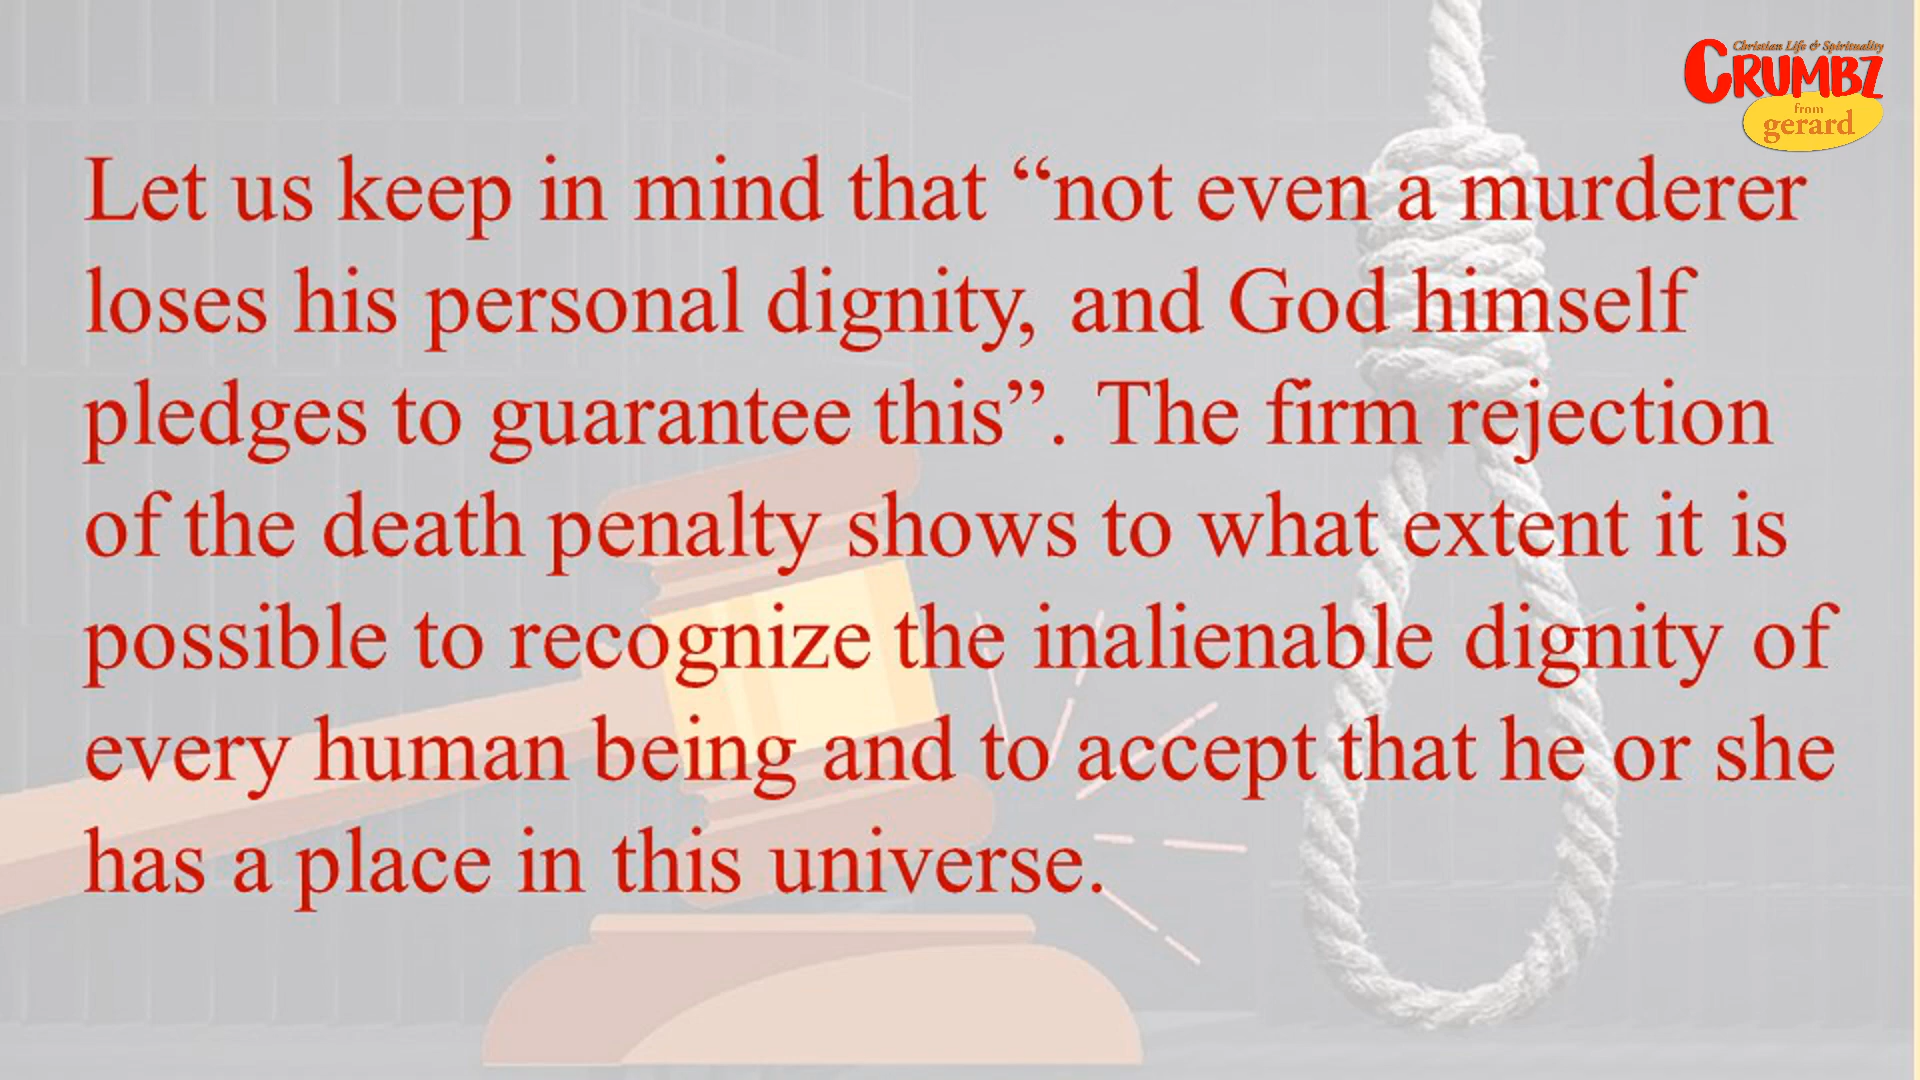 Christian Life & Spirituality
CRUMBZ
from
gerard
Let us keep in mind that “not even a murderer
loses his personal dignity, and God himself
pledges to guarantee this”. The firm rejection
of the death penalty shows to what extent it is
possible to recognize the inalienable dignity of
every human being and to accept that he or she
has a place in this universe.